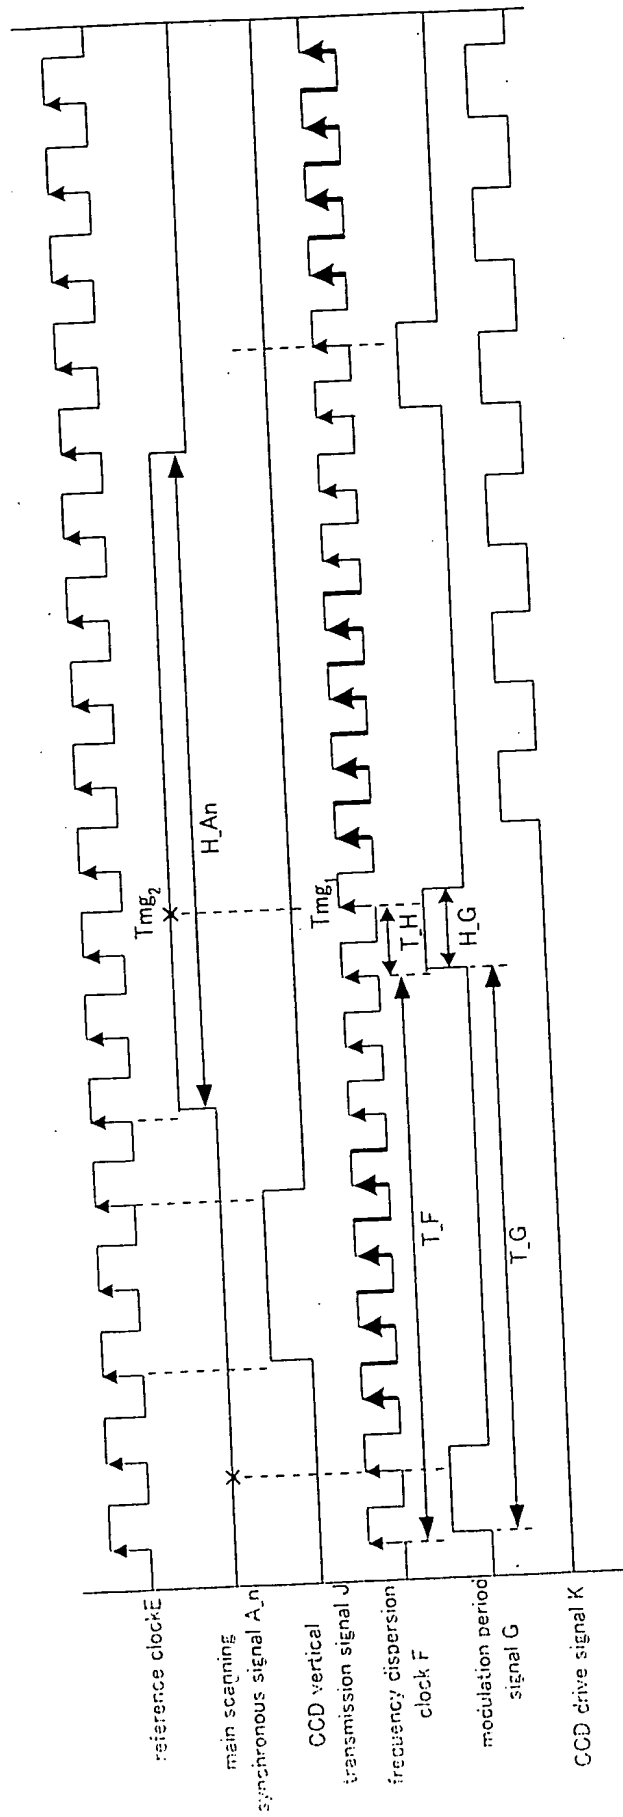 reference clockE
main scanning
synchronous signal A_n
CCD vertical
transmission signal J
frequency dispersion
clock F
modulation period
signal G
CCD drive signal K
Tmg2
H_An
Tmg1
T_H
H_G
T_F
T_G